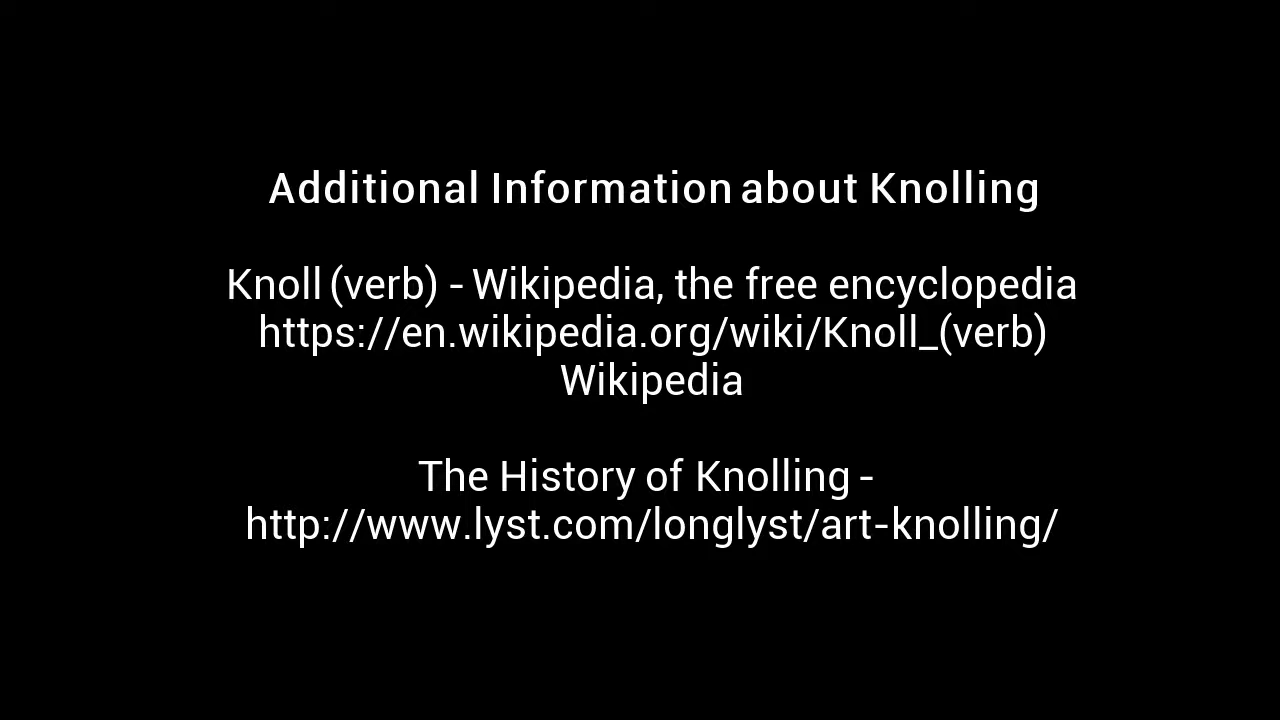 Additional Information about Knolling
Knoll (verb) - Wikipedia, the free encyclopedia
https://en.wikipedia.org/wiki/Knoll_(verb)
Wikipedia
The History of Knolling -
http://www.lyst.com/longlyst/art-knolling/